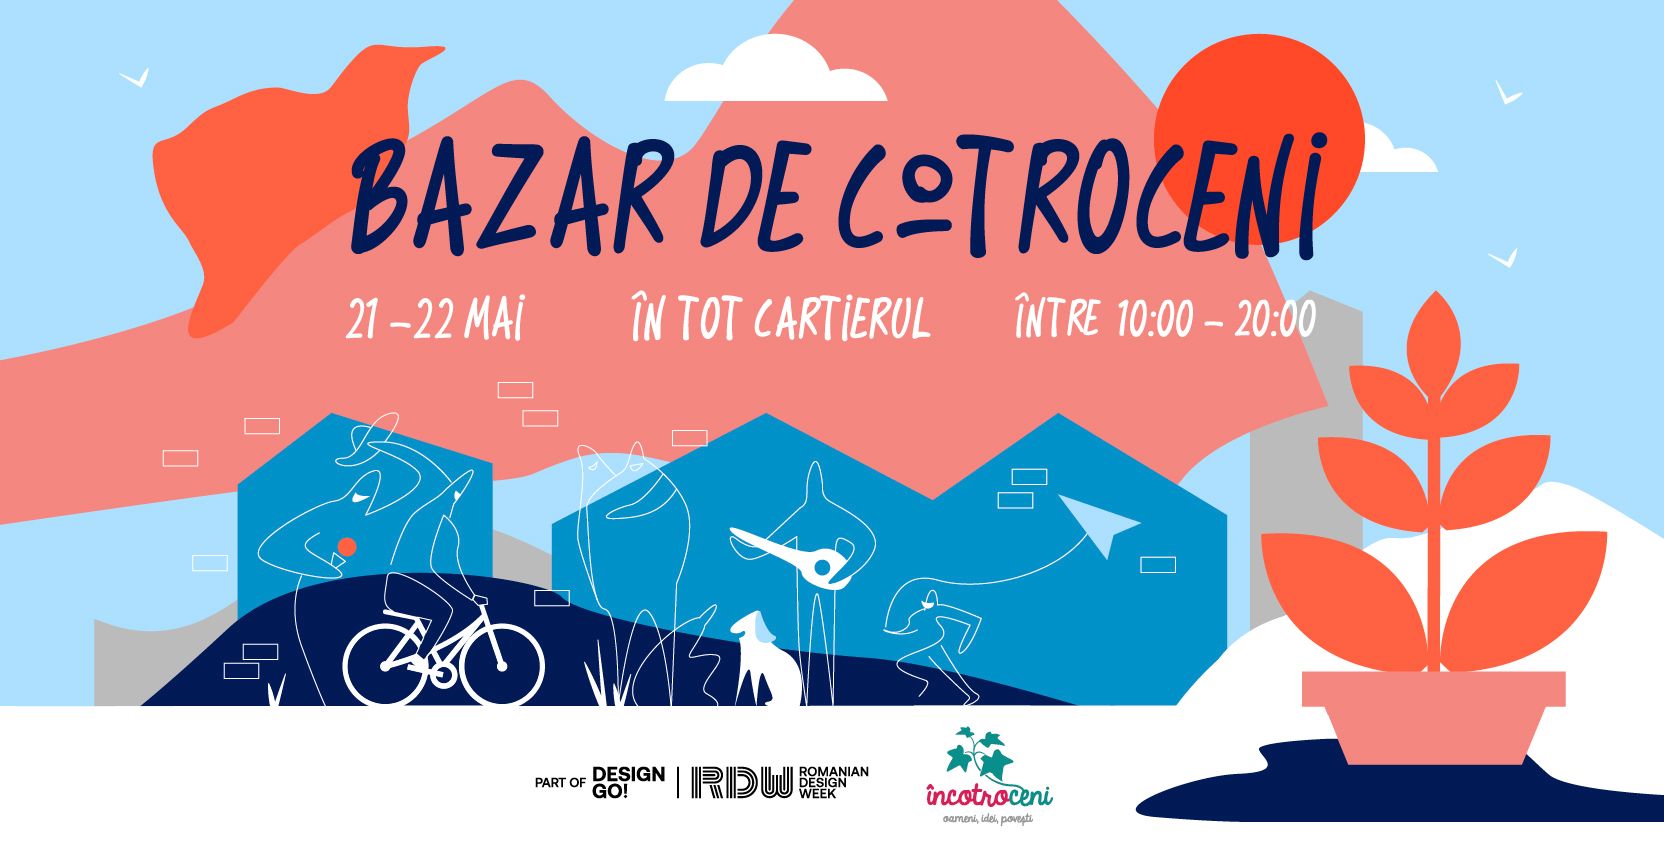 BAZAR DE COTROCENI
21 – 22 MAI ÎN TOT CARTIERUL ÎNTRE 10:00 – 20:00
PART OF DESIGN GO! | RDW ROMANIAN DESIGN WEEK
încotroceni
oameni, idei, povești